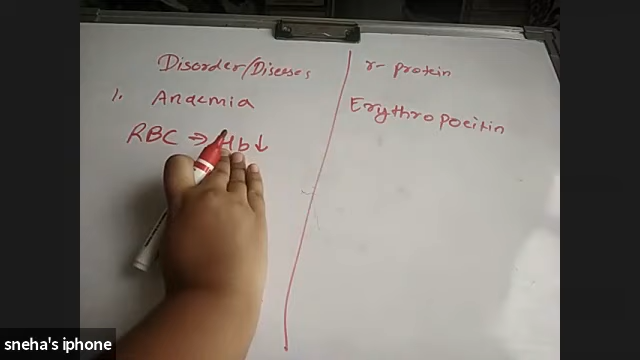 Disorder/Diseases
1. Anaemia
RBC → Hb ↓
r- protein
Erythropoeitin
sneha's iphone